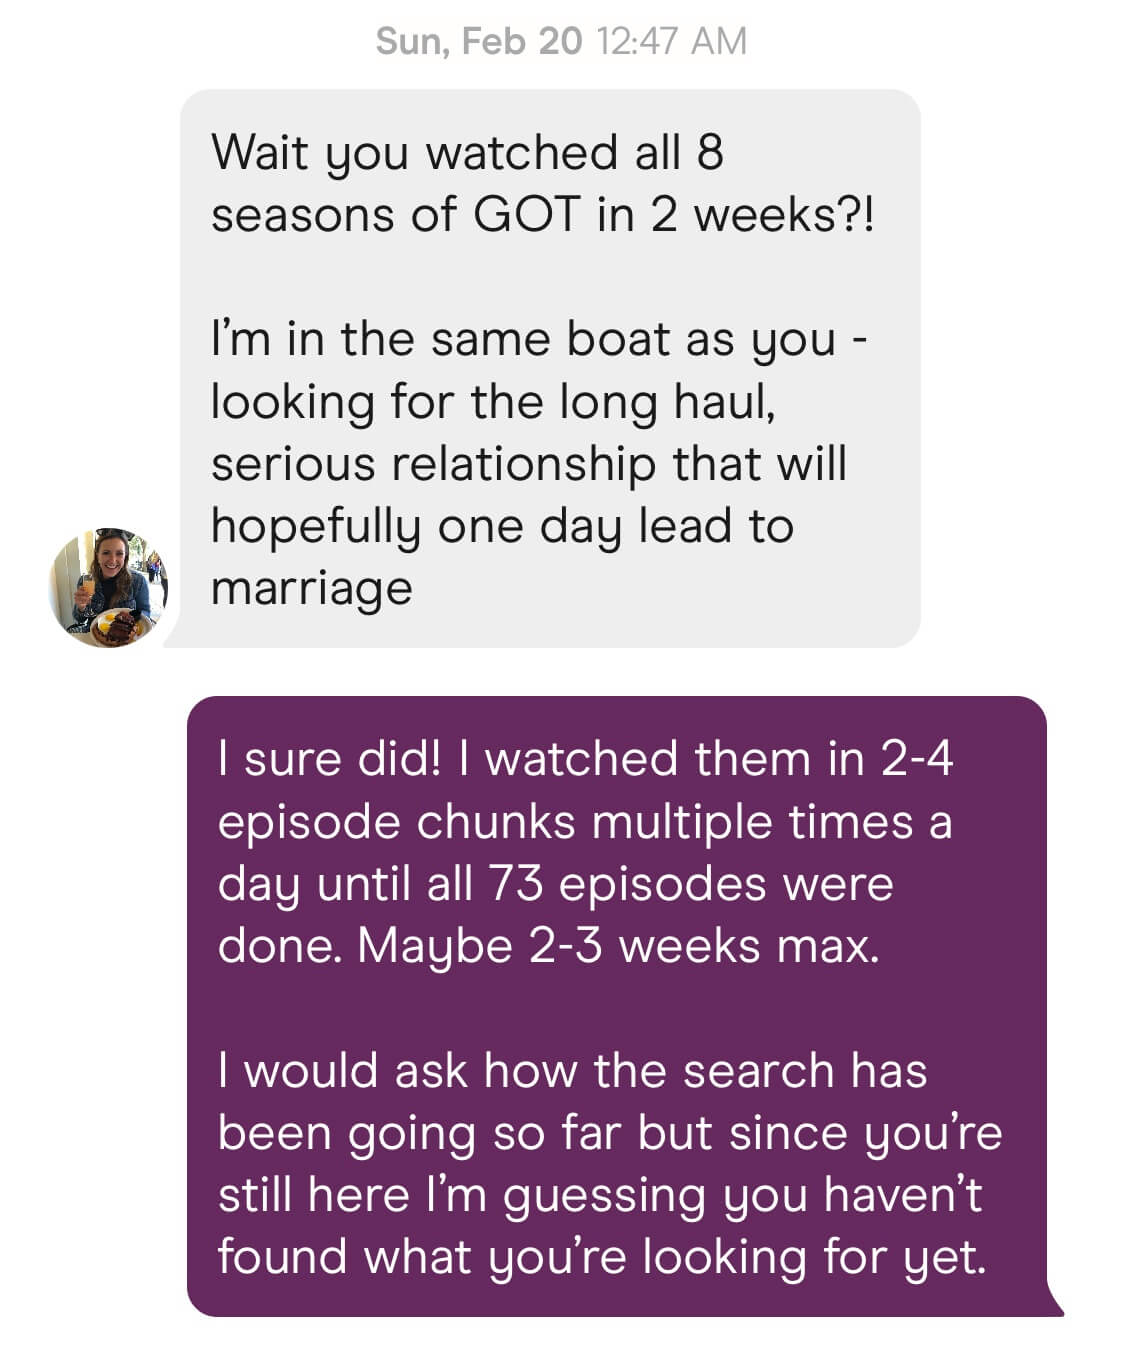 Sun, Feb 20 12:47 AM
Wait you watched all 8
seasons of GOT in 2 weeks?!
I'm in the same boat as you -
looking for the long haul,
serious relationship that will
hopefully one day lead to
marriage
I sure did! I watched them in 2-4
episode chunks multiple times a
day until all 73 episodes were
done. Maybe 2-3 weeks max.
I would ask how the search has
been going so far but since you're
still here I'm guessing you haven't
found what you're looking for yet.